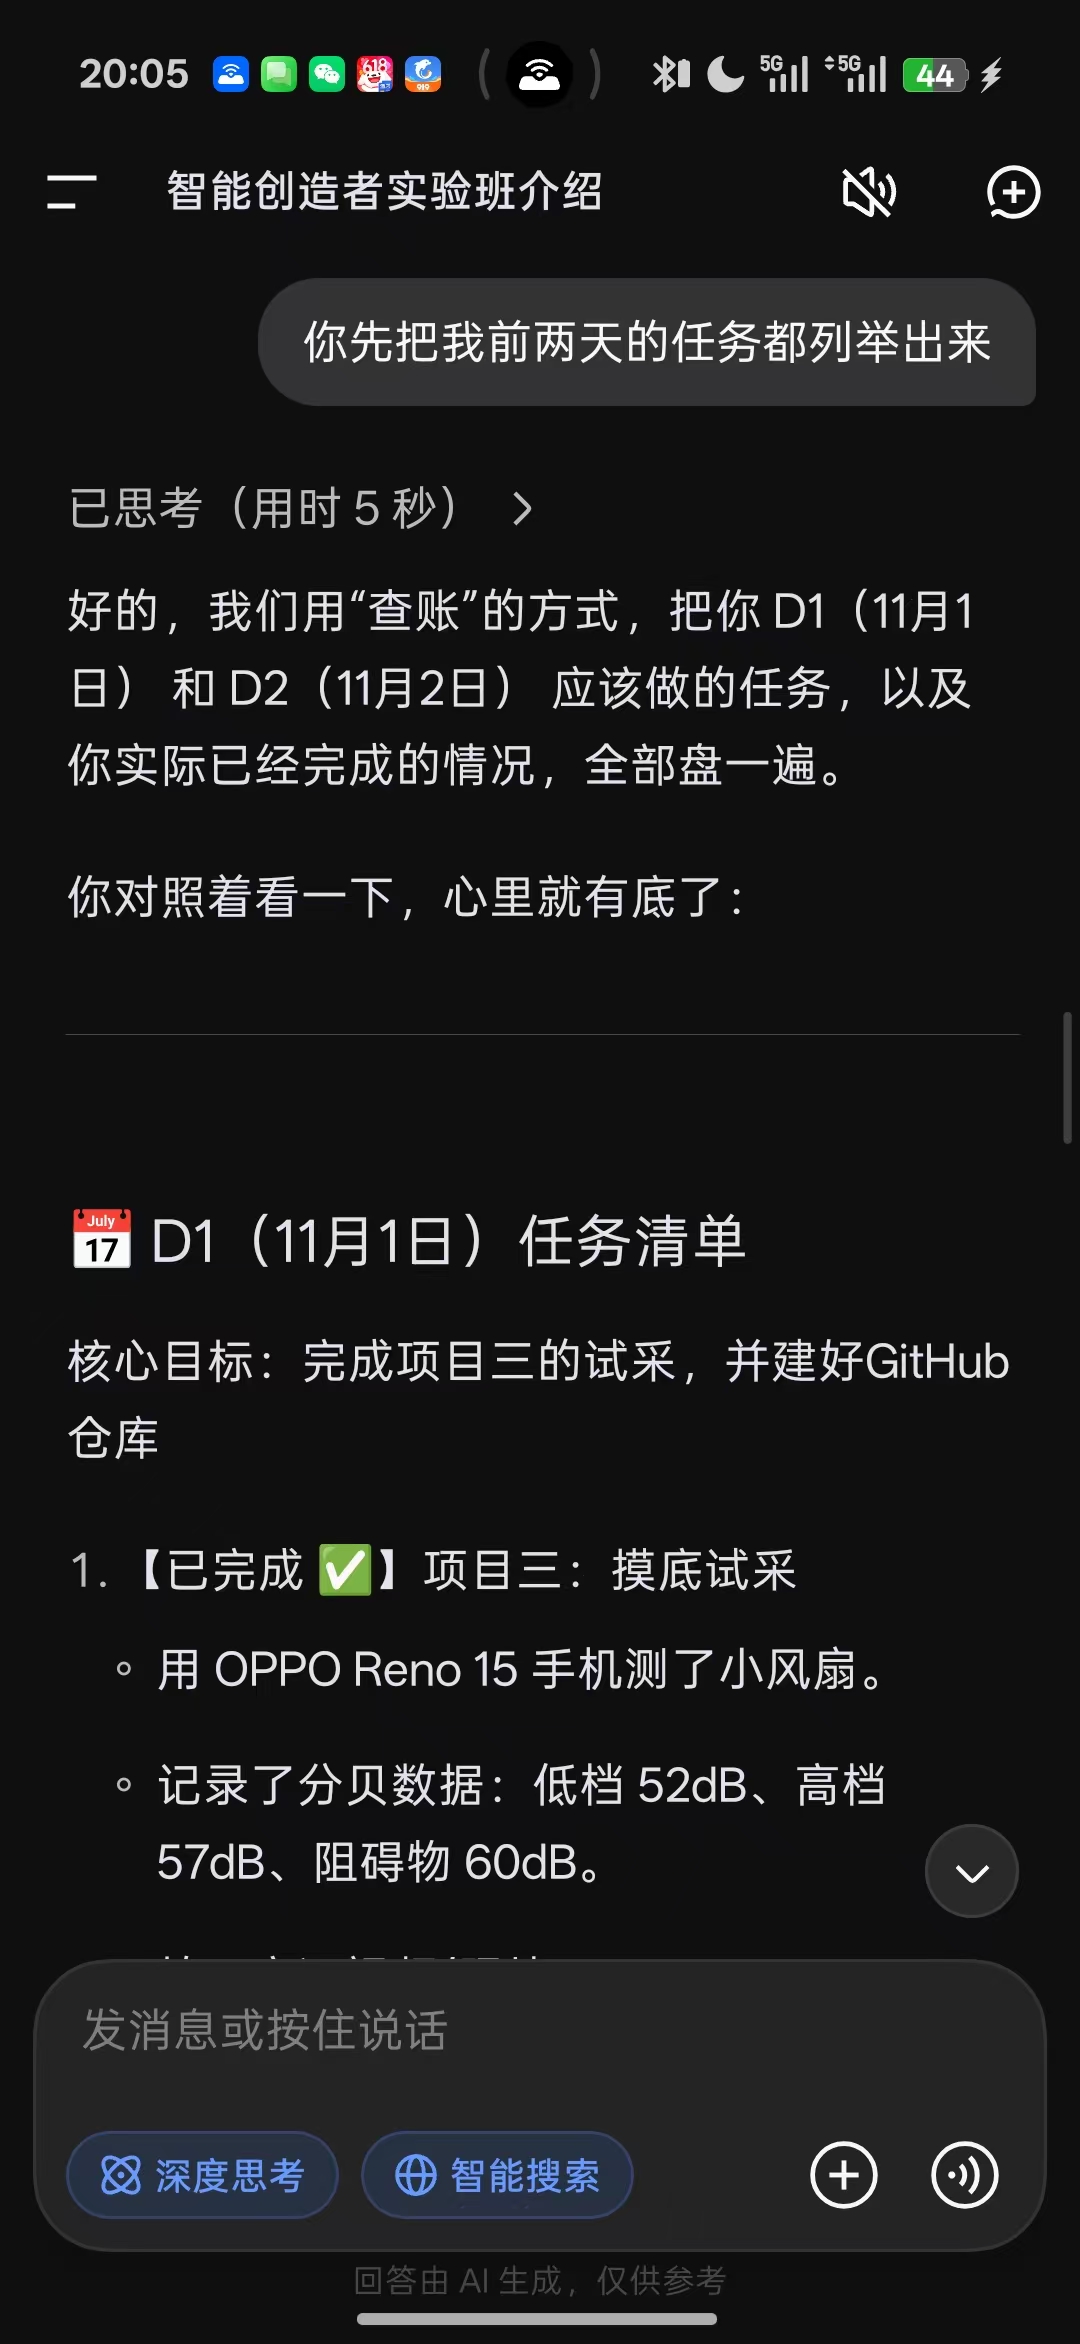 20:05
618
919
5G
5G
44
智能创造者实验班介绍
你先把我前两天的任务都列举出来
已思考（用时 5 秒）
好的，我们用“查账”的方式，把你 D1（11月1
日） 和 D2（11月2日） 应该做的任务，以及
你实际已经完成的情况，全部盘一遍。
你对照着看一下，心里就有底了：
July
17
D1（11月1日）任务清单
核心目标：完成项目三的试采，并建好GitHub
仓库
1. 【已完成 ✅】项目三：摸底试采
◦ 用 OPPO Reno 15 手机测了小风扇。
◦ 记录了分贝数据：低档 52dB、高档
57dB、阻碍物 60dB。
发消息或按住说话
深度思考
智能搜索
回答由 AI 生成，仅供参考